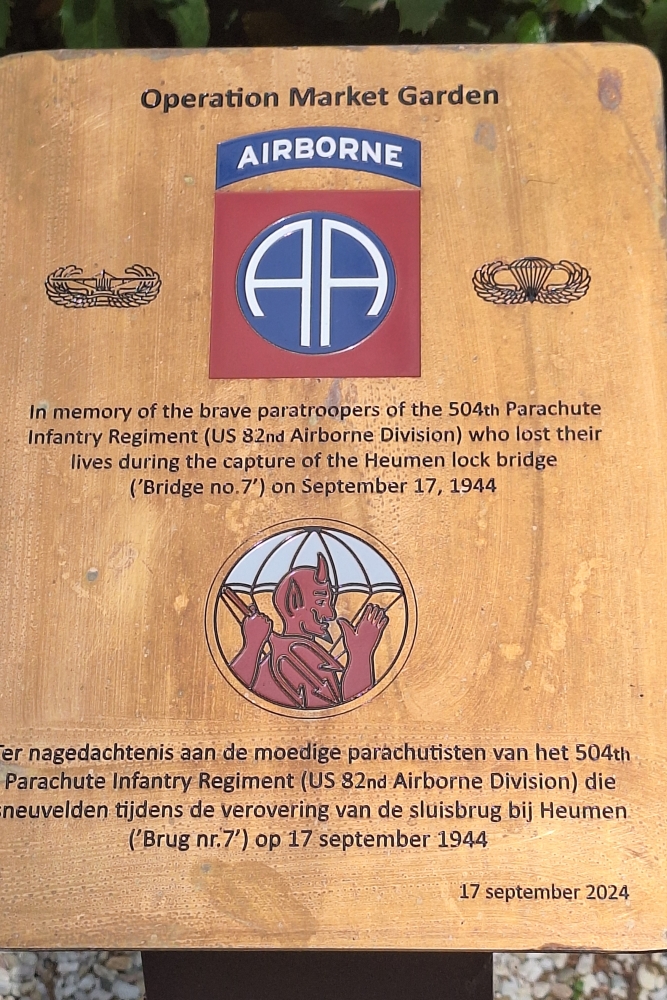 Operation Market Garden
AIRBORNE
AA
In memory of the brave paratroopers of the 504th Parachute
Infantry Regiment (US 82nd Airborne Division) who lost their
lives during the capture of the Heumen lock bridge
('Bridge no.7') on September 17, 1944
Ter nagedachtenis aan de moedige parachutisten van het 504th
Parachute Infantry Regiment (US 82nd Airborne Division) die
sneuvelden tijdens de verovering van de sluisbrug bij Heumen
('Brug nr.7') op 17 september 1944
17 september 2024